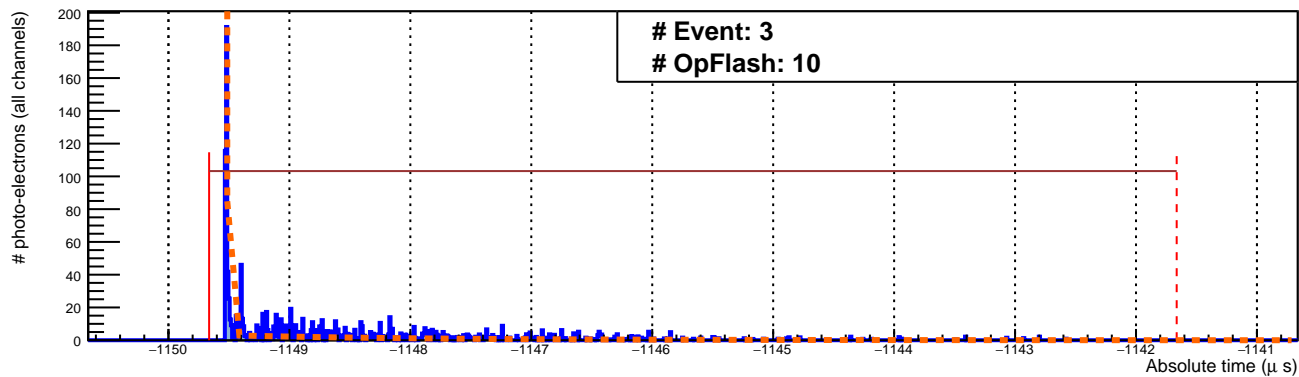 # Event: 3
# OpFlash: 10
# photo-electrons (all channels)
200
180
160
140
120
100
80
60
40
20
0
−1150 −1149 −1148 −1147 −1146 −1145 −1144 −1143 −1142 −1141
Absolute time (μ s)